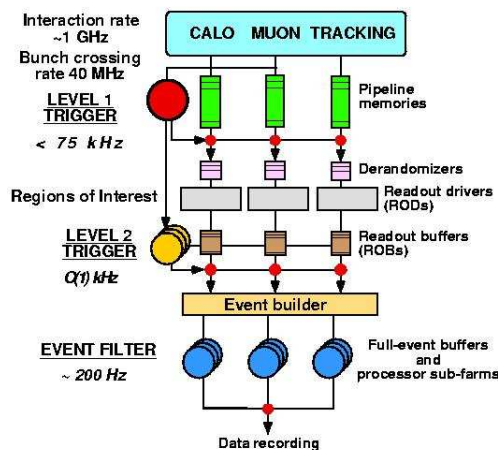 Interaction rate
~1 GHz
CALO MUON TRACKING
Bunch crossing
rate 40 MHz
LEVEL 1
TRIGGER
< 75 kHz
Pipeline
memories
Derandomizers
Regions of Interest
Readout drivers
(RODs)
LEVEL 2
TRIGGER
O(1) kHz
Readout buffers
(ROBs)
Event builder
EVENT FILTER
~ 200 Hz
Full-event buffers
and
processor sub-farms
Data recording